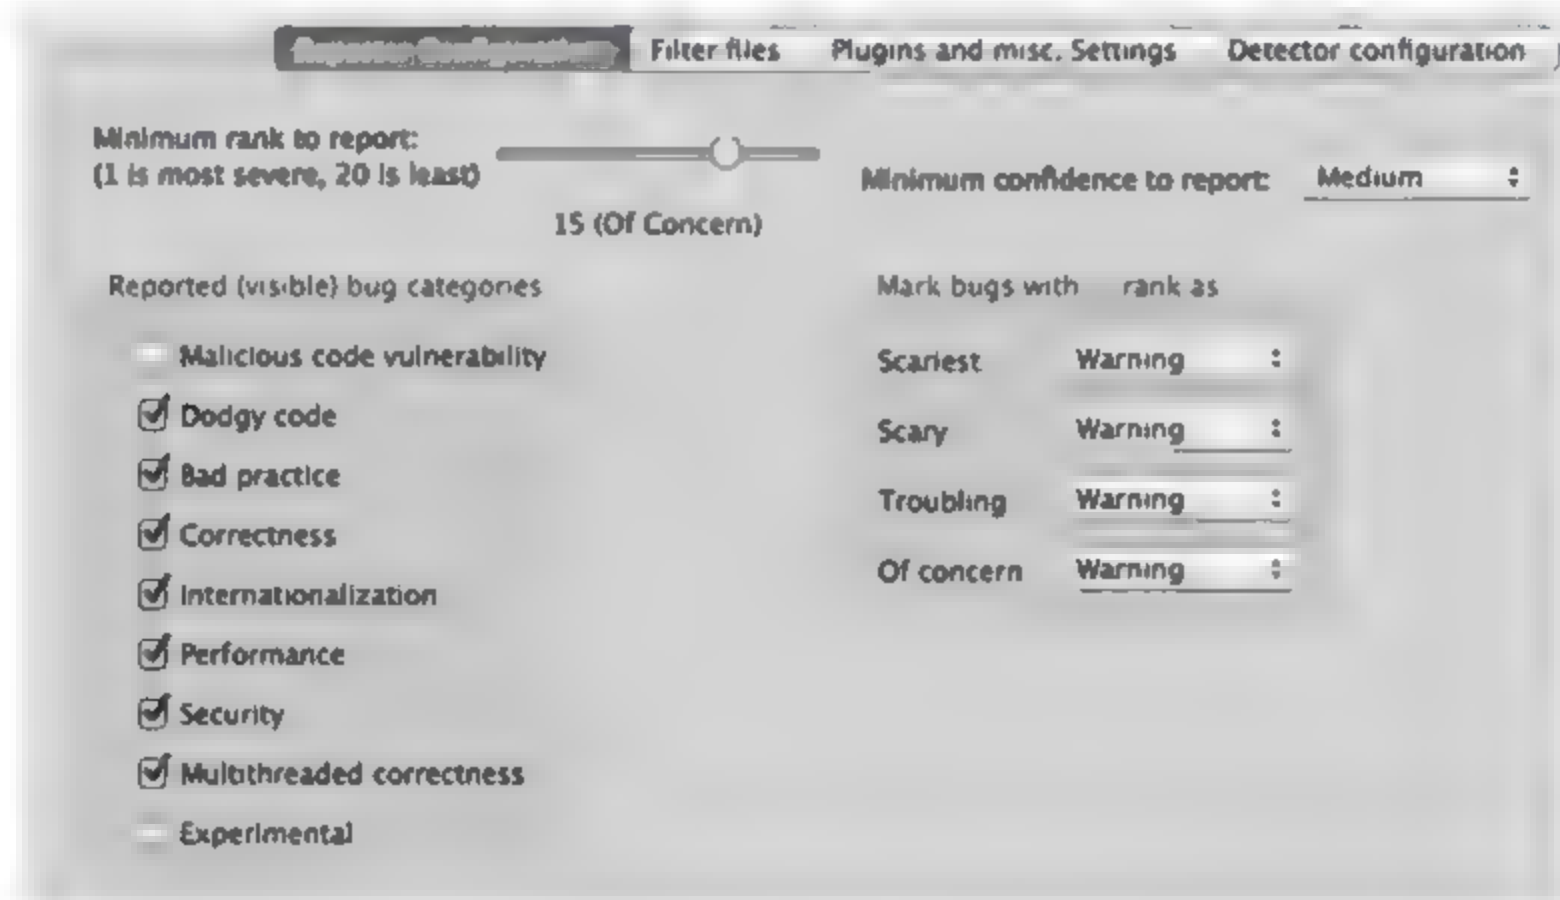 Filter files Plugins and misc. Settings Detector configuration
Minimum rank to report:
(1 is most severe, 20 is least)
15 (Of Concern)
Minimum confidence to report: Medium
Reported (visible) bug categories
Malicious code vulnerability
Dodgy code
Bad practice
Correctness
Internationalization
Performance
Security
Multithreaded correctness
Experimental
Mark bugs with rank as
Scariest Warning
Scary Warning
Troubling Warning
Of concern Warning